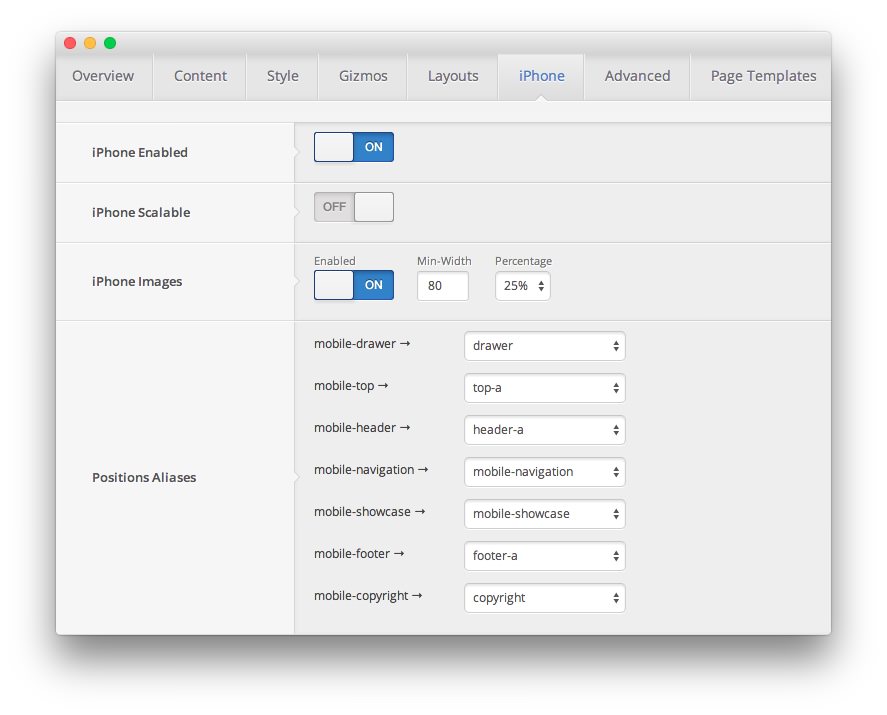 Overview Content Style Gizmos Layouts iPhone Advanced Page Templates
iPhone Enabled ON
iPhone Scalable OFF
Enabled Min-Width Percentage
iPhone Images ON 80 25%
mobile-drawer → drawer
mobile-top → top-a
mobile-header → header-a
mobile-navigation → mobile-navigation
Positions Aliases
mobile-showcase → mobile-showcase
mobile-footer → footer-a
mobile-copyright → copyright